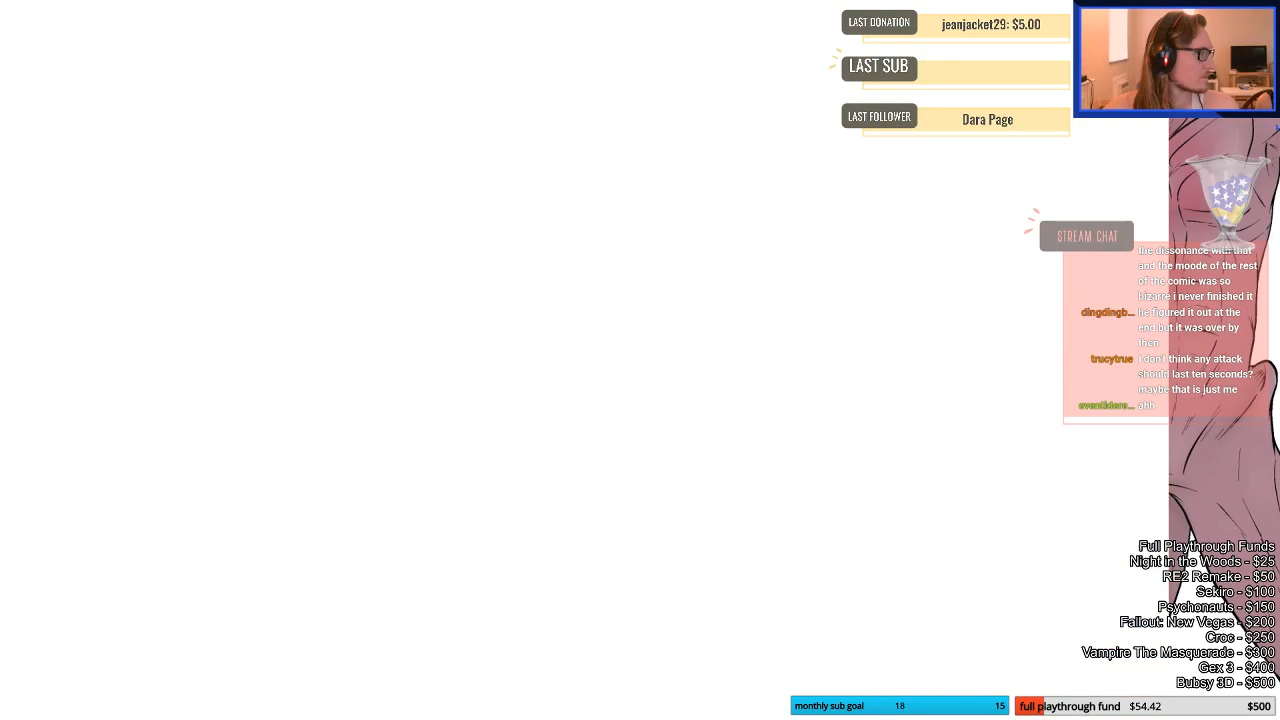 LAST DONATION
jeanjacket29: $5.00
LAST SUB
LAST FOLLOWER
Dara Page
STREAM CHAT
the dissonance with that
and the moode of the rest
of the comic was so
bizarre i never finished it
dingdingb... he figured it out at the
end but it was over by
then
trucytrue I don't think any attack
should last ten seconds?
maybe that is just me
eventidere... ahh
Full Playthrough Funds
Night in the Woods - $25
RE2 Remake - $50
Sekiro - $100
Psychonauts - $150
Fallout: New Vegas - $200
Croc - $250
Vampire The Masquerade - $300
Gex 3 - $400
Bubsy 3D - $500
monthly sub goal 18 15
full playthrough fund $54.42 $500